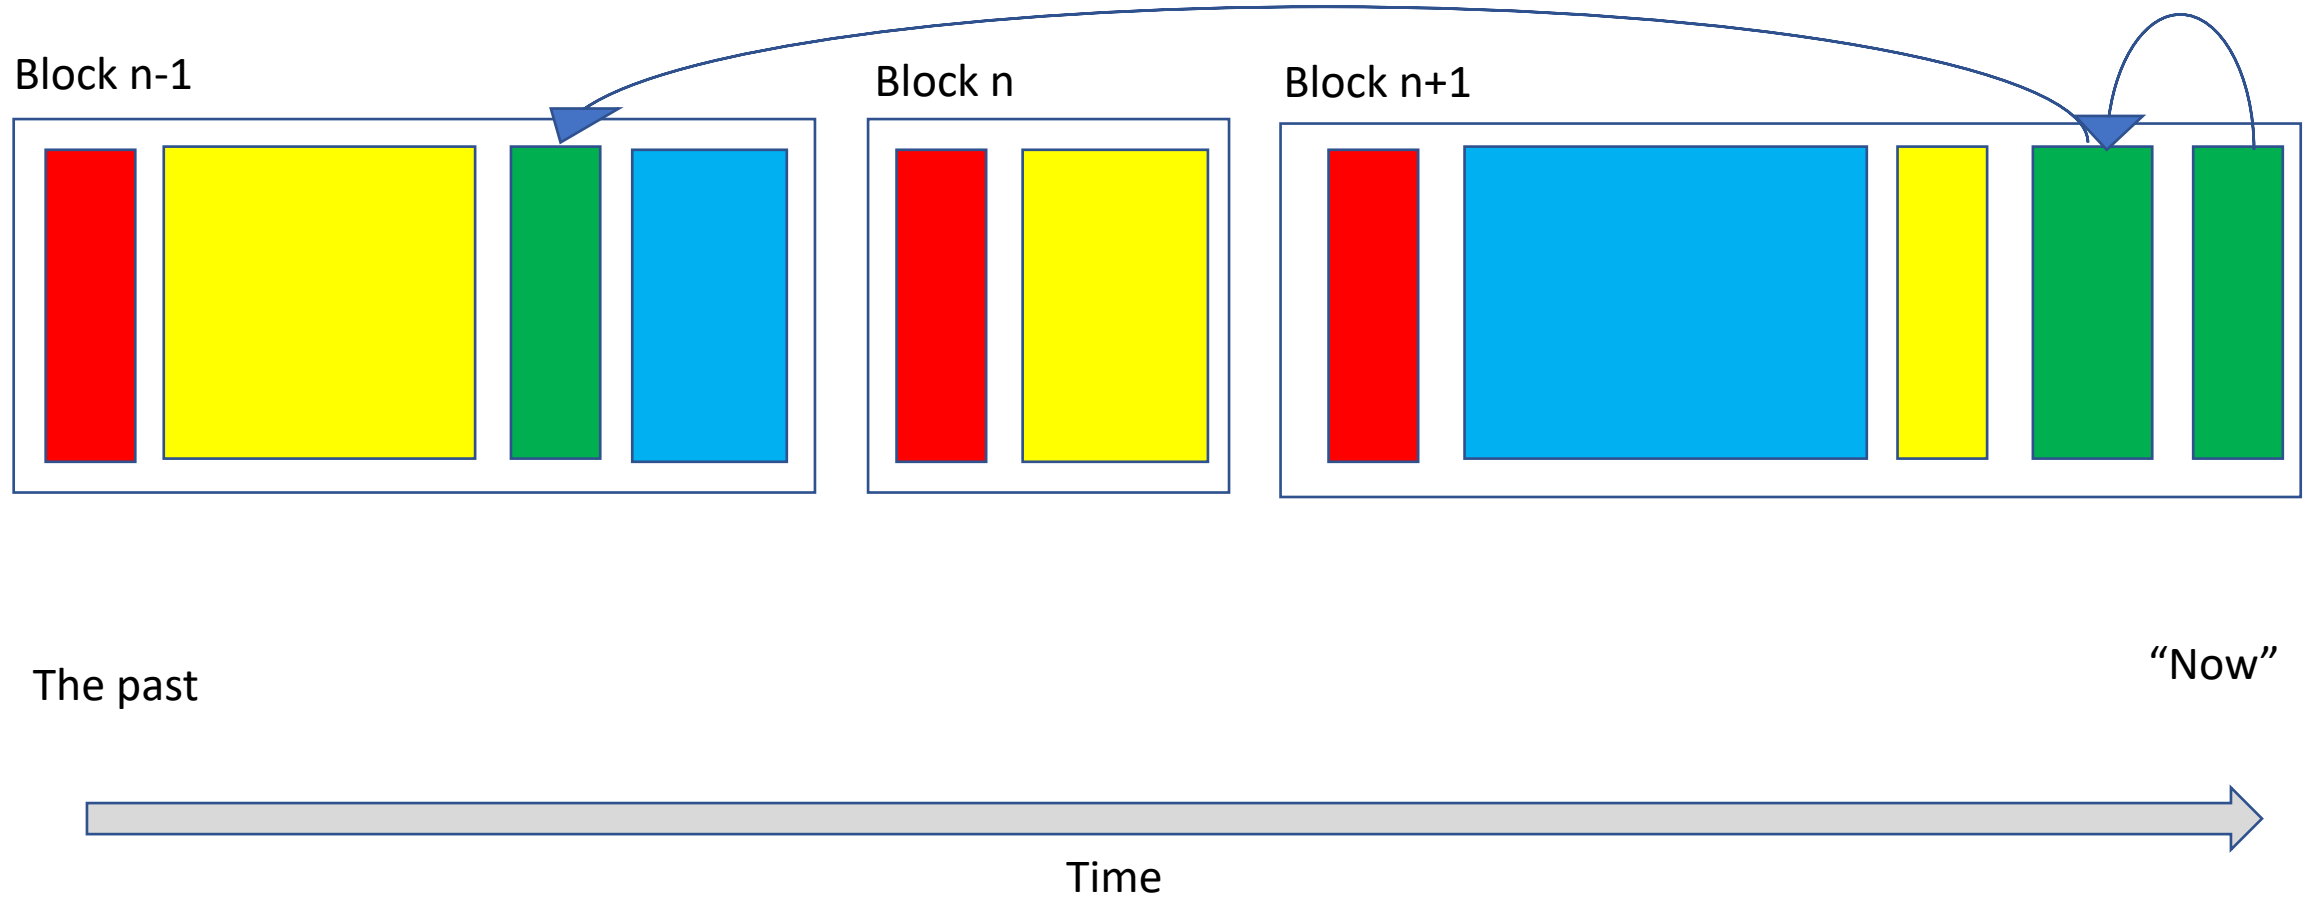 Block n-1
Block n
Block n+1
The past
“Now”
Time